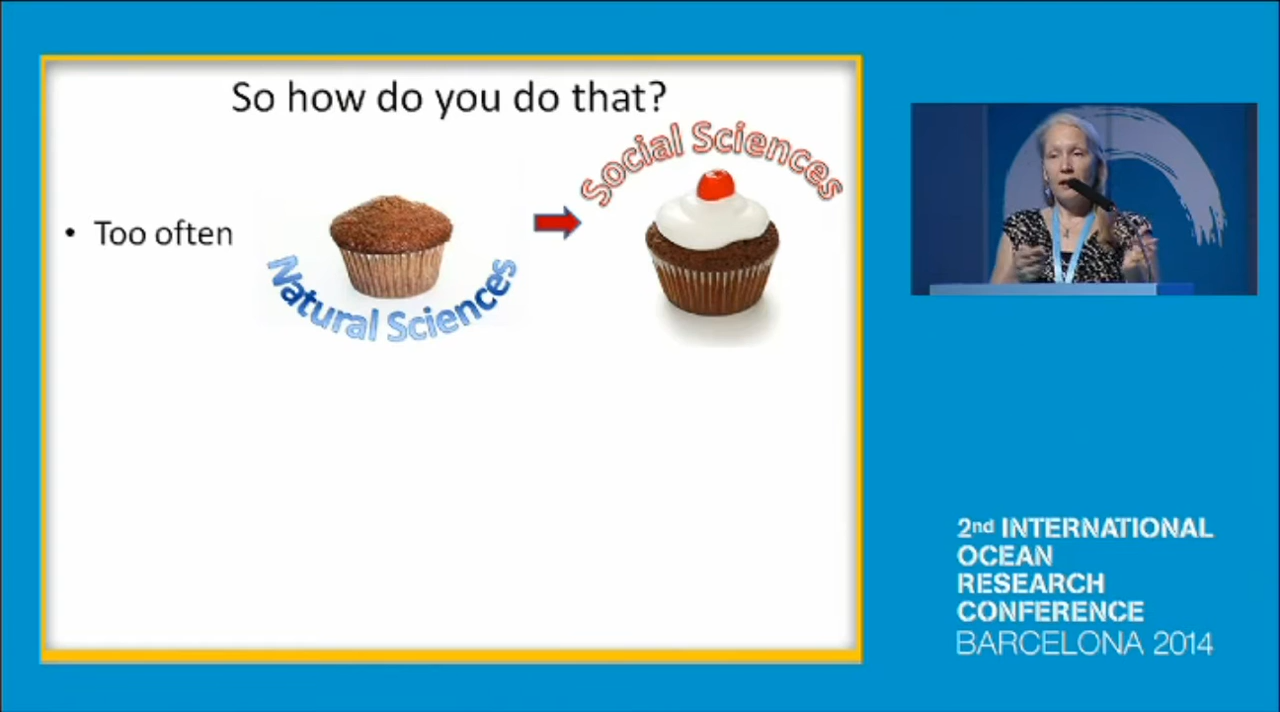 So how do you do that?
Social Sciences
• Too often
Natural Sciences
2nd INTERNATIONAL
OCEAN
RESEARCH
CONFERENCE
BARCELONA 2014